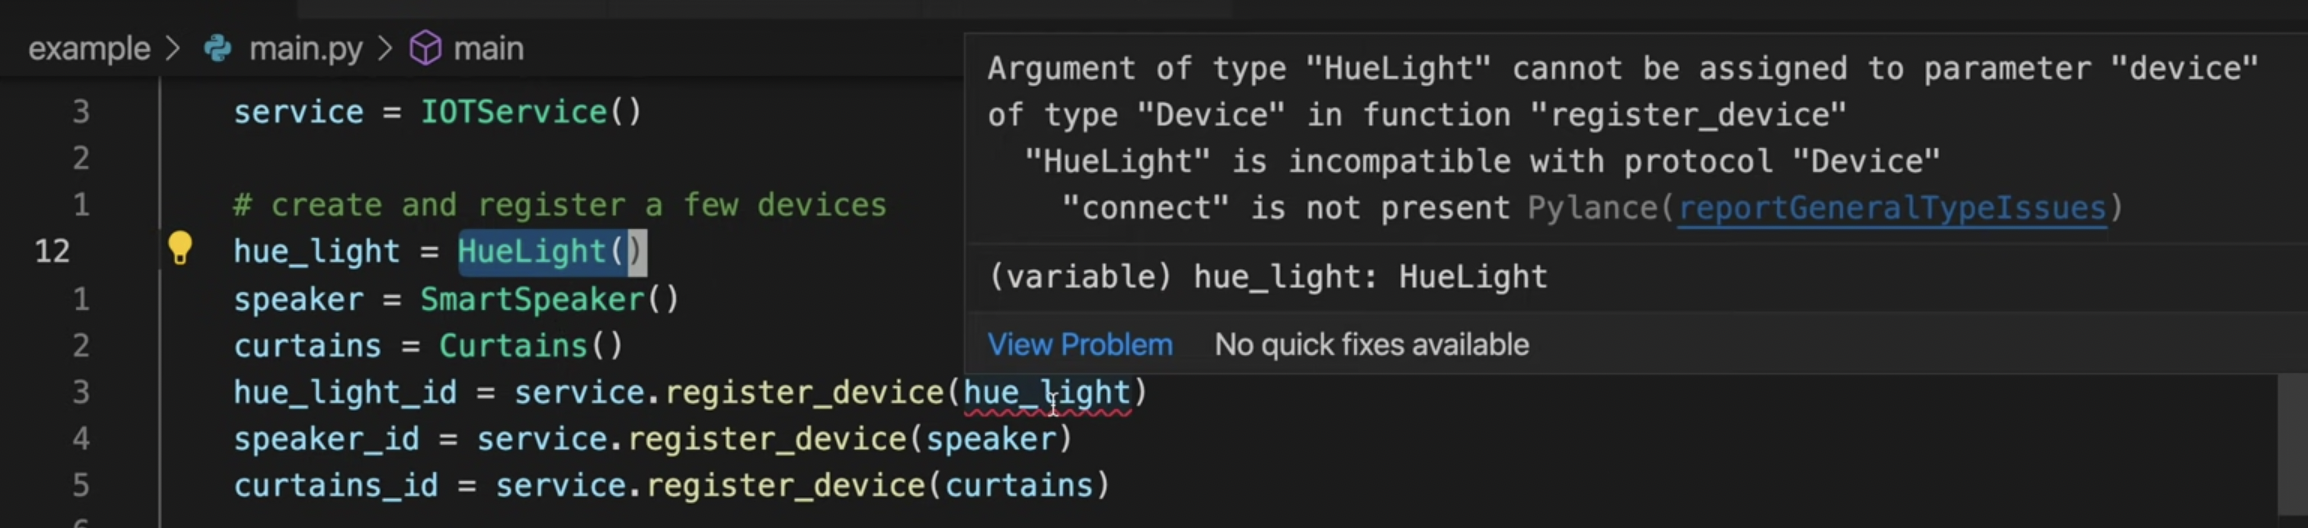 example > main.py > main
3 service = IOTService()
2
1 # create and register a few devices
12 hue_light = HueLight()
1 speaker = SmartSpeaker()
2 curtains = Curtains()
3 hue_light_id = service.register_device(hue_light)
4 speaker_id = service.register_device(speaker)
5 curtains_id = service.register_device(curtains)
Argument of type "HueLight" cannot be assigned to parameter "device"
of type "Device" in function "register_device"
"HueLight" is incompatible with protocol "Device"
"connect" is not present Pylance(reportGeneralTypeIssues)
(variable) hue_light: HueLight
View Problem No quick fixes available